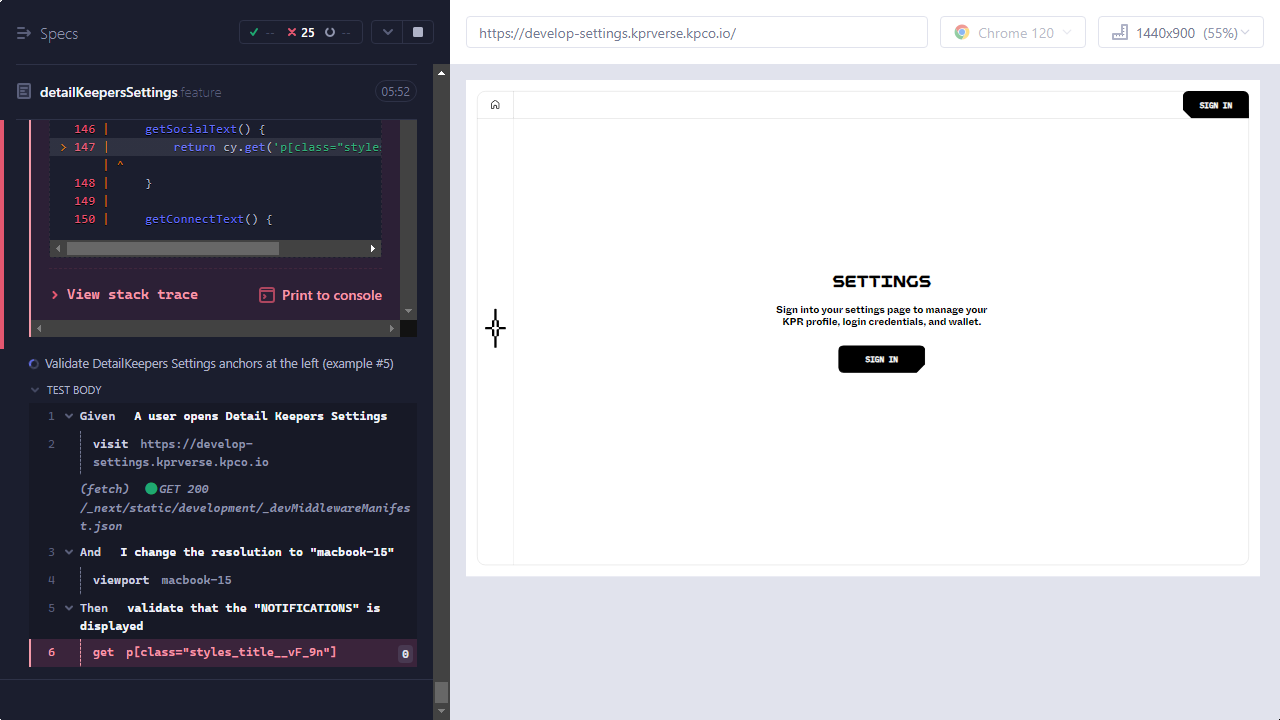 Specs
--
25
--
detailKeepersSettings feature
05:52
146 | getSocialText() {
> 147 | return cy.get('p[class="styles
| ^
148 | }
149 |
150 | getConnectText() {
View stack trace
Print to console
Validate DetailKeepers Settings anchors at the left (example #5)
TEST BODY
1 Given A user opens Detail Keepers Settings
2 visit https://develop-
settings.kprverse.kpco.io
(fetch) GET 200
/_next/static/development/_devMiddlewareManifes
t.json
3 And I change the resolution to "macbook-15"
4 viewport macbook-15
5 Then validate that the "NOTIFICATIONS" is
displayed
6 get p[class="styles_title__vF_9n"] 0
https://develop-settings.kprverse.kpco.io/
Chrome 120
1440x900 (55%)
SIGN IN
SETTINGS
Sign into your settings page to manage your
KPR profile, login credentials, and wallet.
SIGN IN